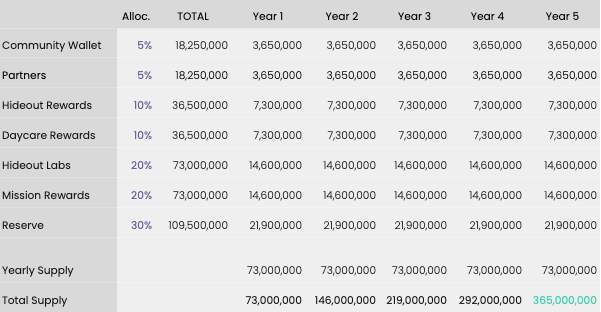 Alloc. TOTAL Year 1 Year 2 Year 3 Year 4 Year 5
Community Wallet 5% 18,250,000 3,650,000 3,650,000 3,650,000 3,650,000 3,650,000
Partners 5% 18,250,000 3,650,000 3,650,000 3,650,000 3,650,000 3,650,000
Hideout Rewards 10% 36,500,000 7,300,000 7,300,000 7,300,000 7,300,000 7,300,000
Daycare Rewards 10% 36,500,000 7,300,000 7,300,000 7,300,000 7,300,000 7,300,000
Hideout Labs 20% 73,000,000 14,600,000 14,600,000 14,600,000 14,600,000 14,600,000
Mission Rewards 20% 73,000,000 14,600,000 14,600,000 14,600,000 14,600,000 14,600,000
Reserve 30% 109,500,000 21,900,000 21,900,000 21,900,000 21,900,000 21,900,000
Yearly Supply 73,000,000 73,000,000 73,000,000 73,000,000 73,000,000
Total Supply 73,000,000 146,000,000 219,000,000 292,000,000 365,000,000